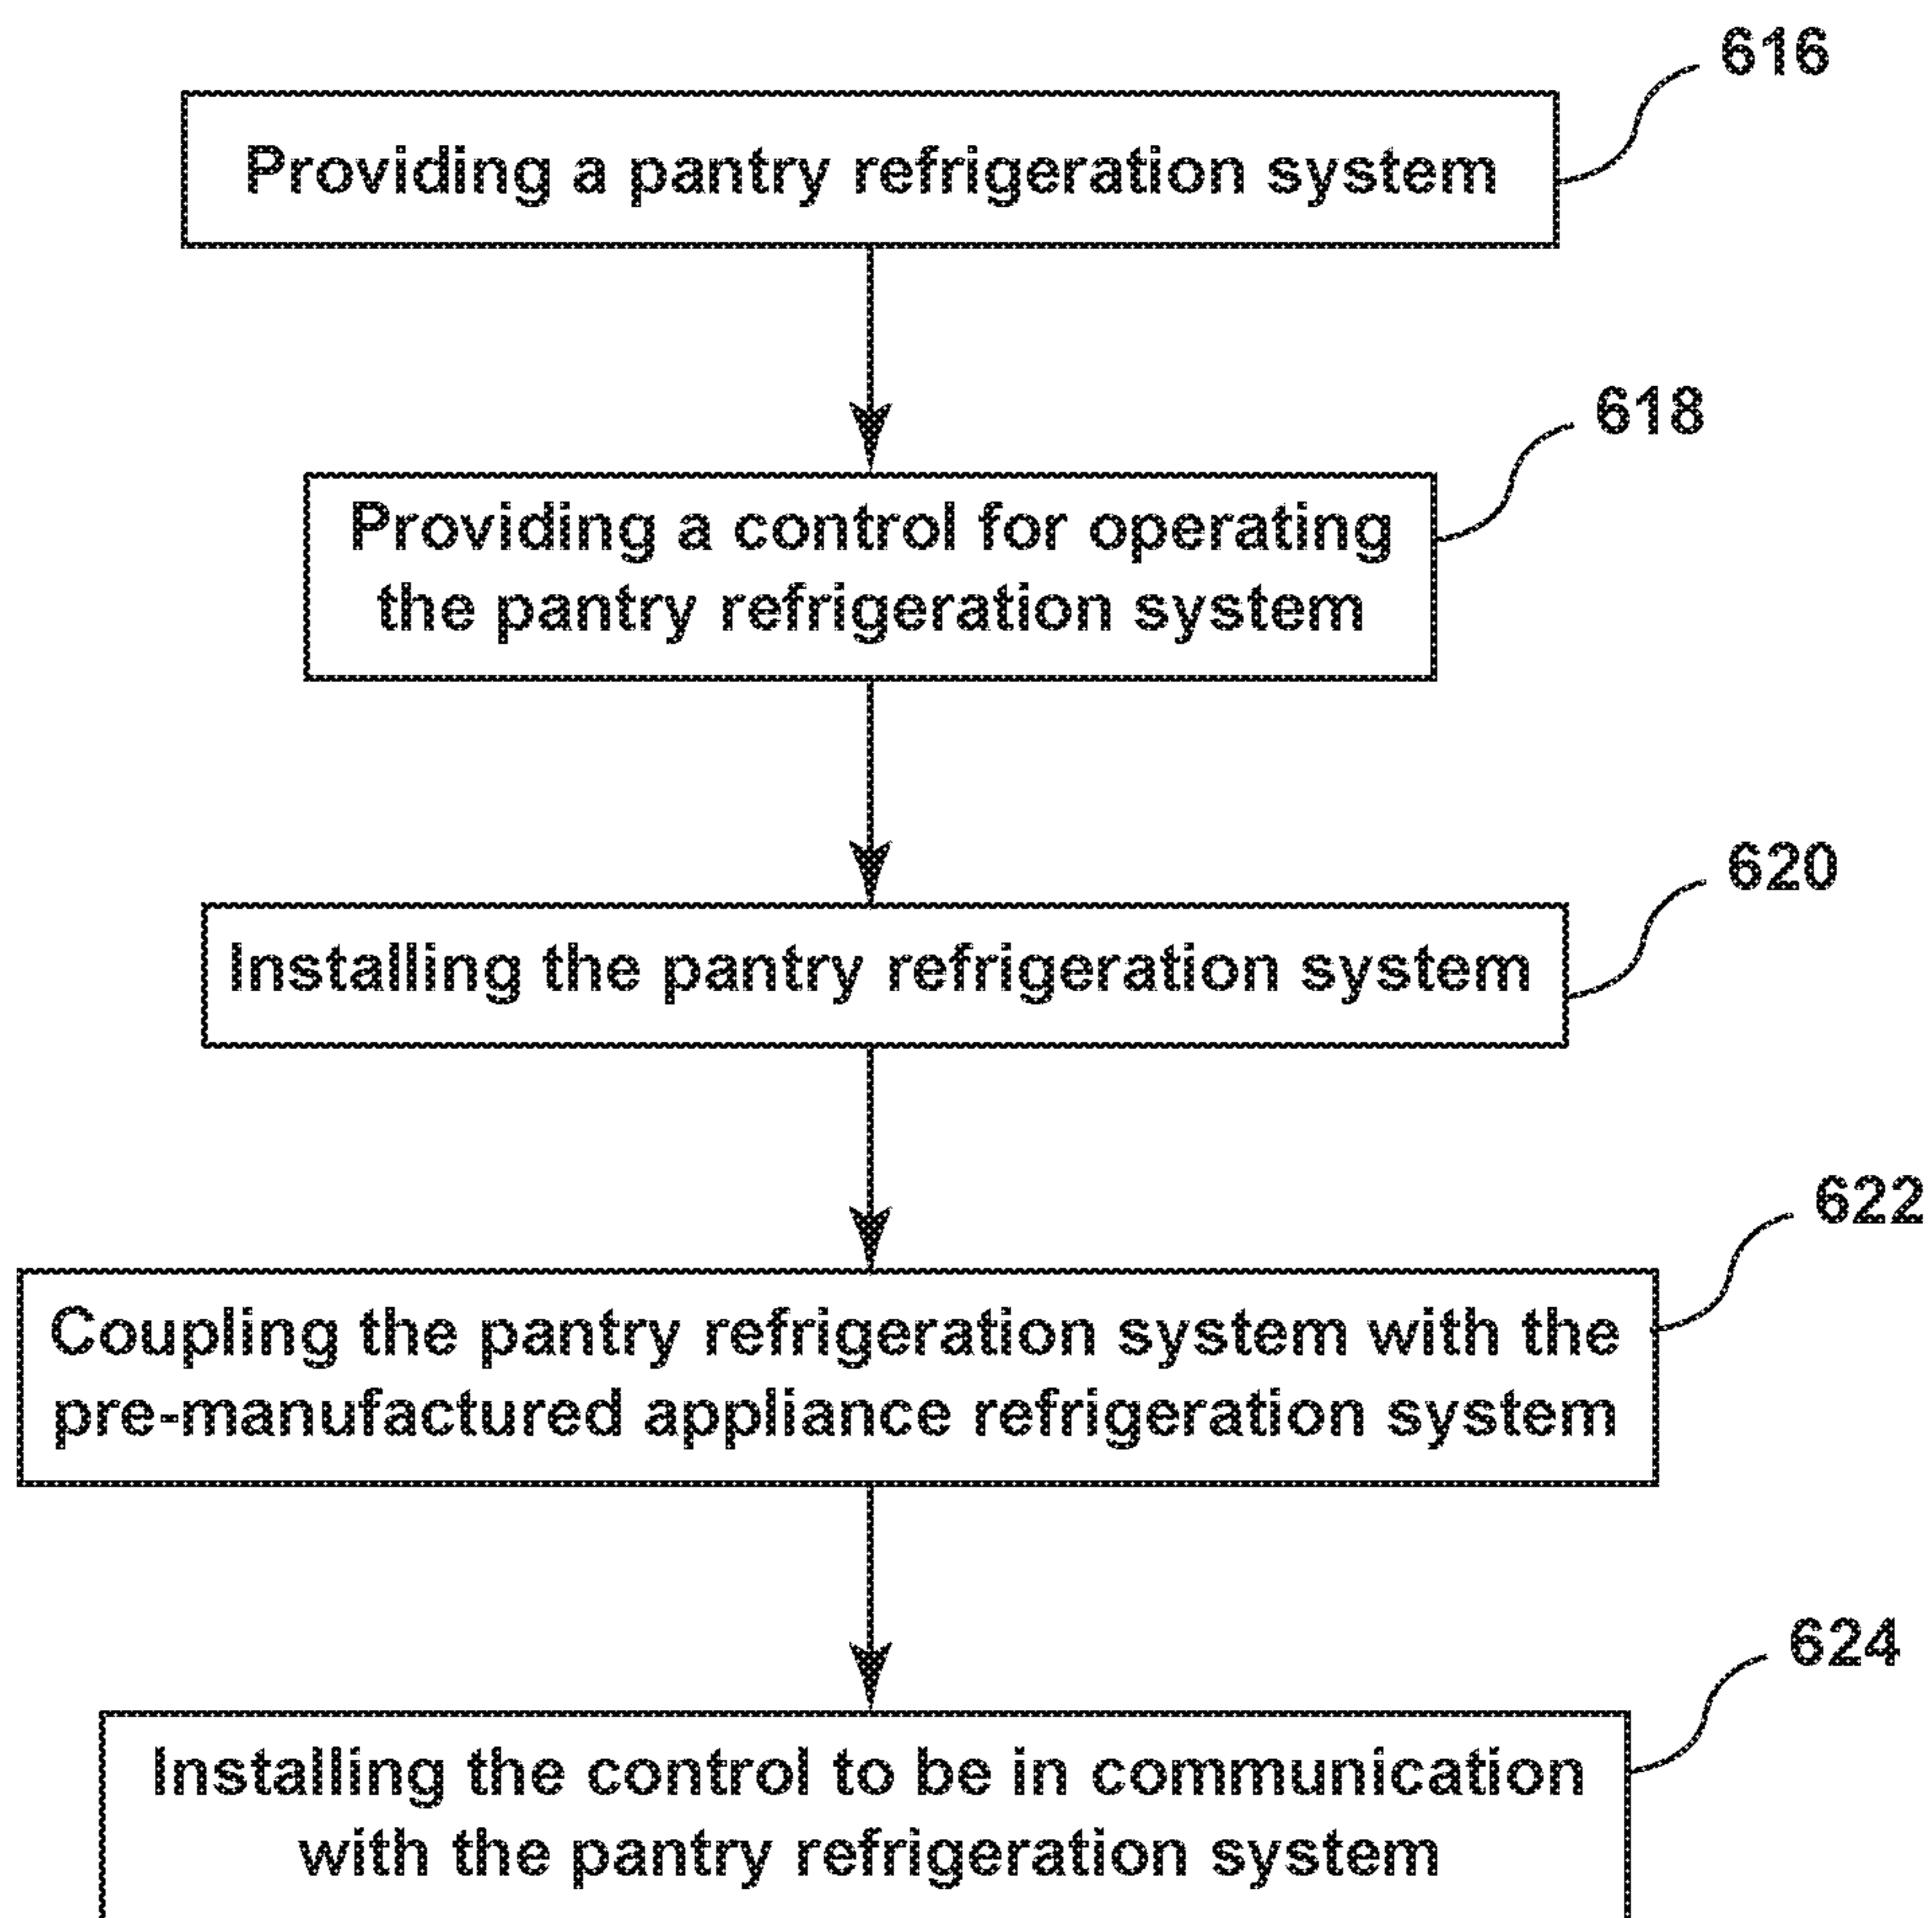 616
Providing a pantry refrigeration system
618
Providing a control for operating
the pantry refrigeration system
620
Installing the pantry refrigeration system
622
Coupling the pantry refrigeration system with the
pre-manufactured appliance refrigeration system
624
Installing the control to be in communication
with the pantry refrigeration system